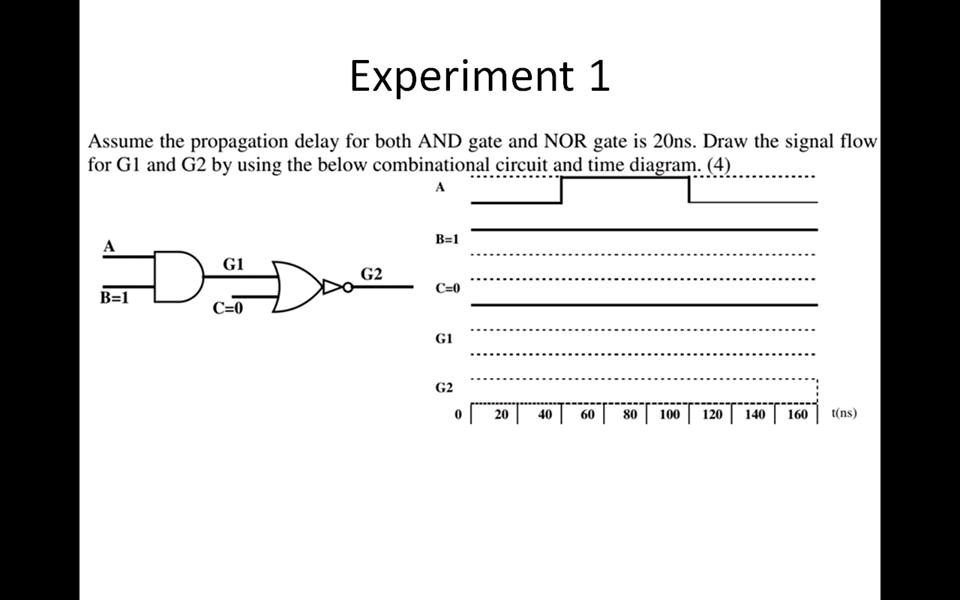 Experiment 1
Assume the propagation delay for both AND gate and NOR gate is 20ns. Draw the signal flow
for G1 and G2 by using the below combinational circuit and time diagram. (4)
A
B=1
G1
C=0
G2
A
B=1
C=0
G1
G2
0 20 40 60 80 100 120 140 160 t(ns)